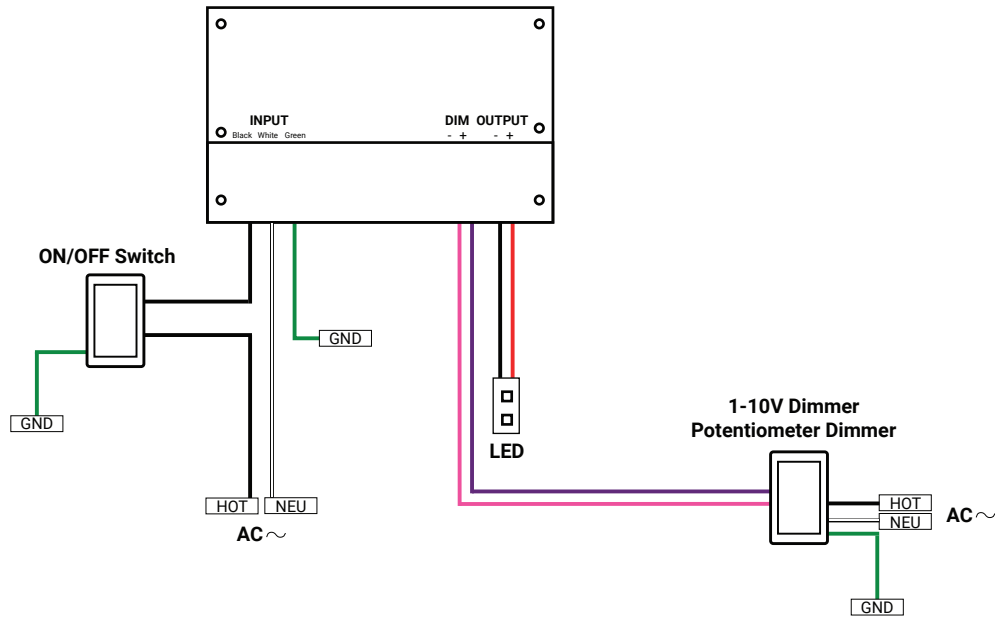 INPUT
Black White Green
DIM OUTPUT
- + - +
ON/OFF Switch
GND
GND
HOT NEU
AC
LED
1-10V Dimmer
Potentiometer Dimmer
HOT
NEU
AC
GND